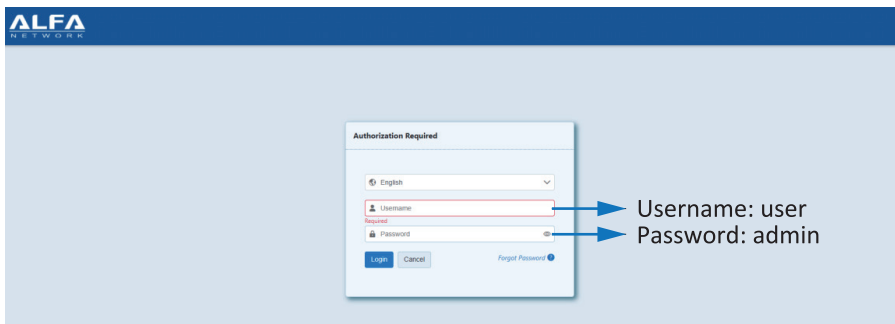 ALFA
NETWORK
Authorization Required
English
Username
Required
Username: user
Password
Password: admin
Login Cancel Forgot Password ?